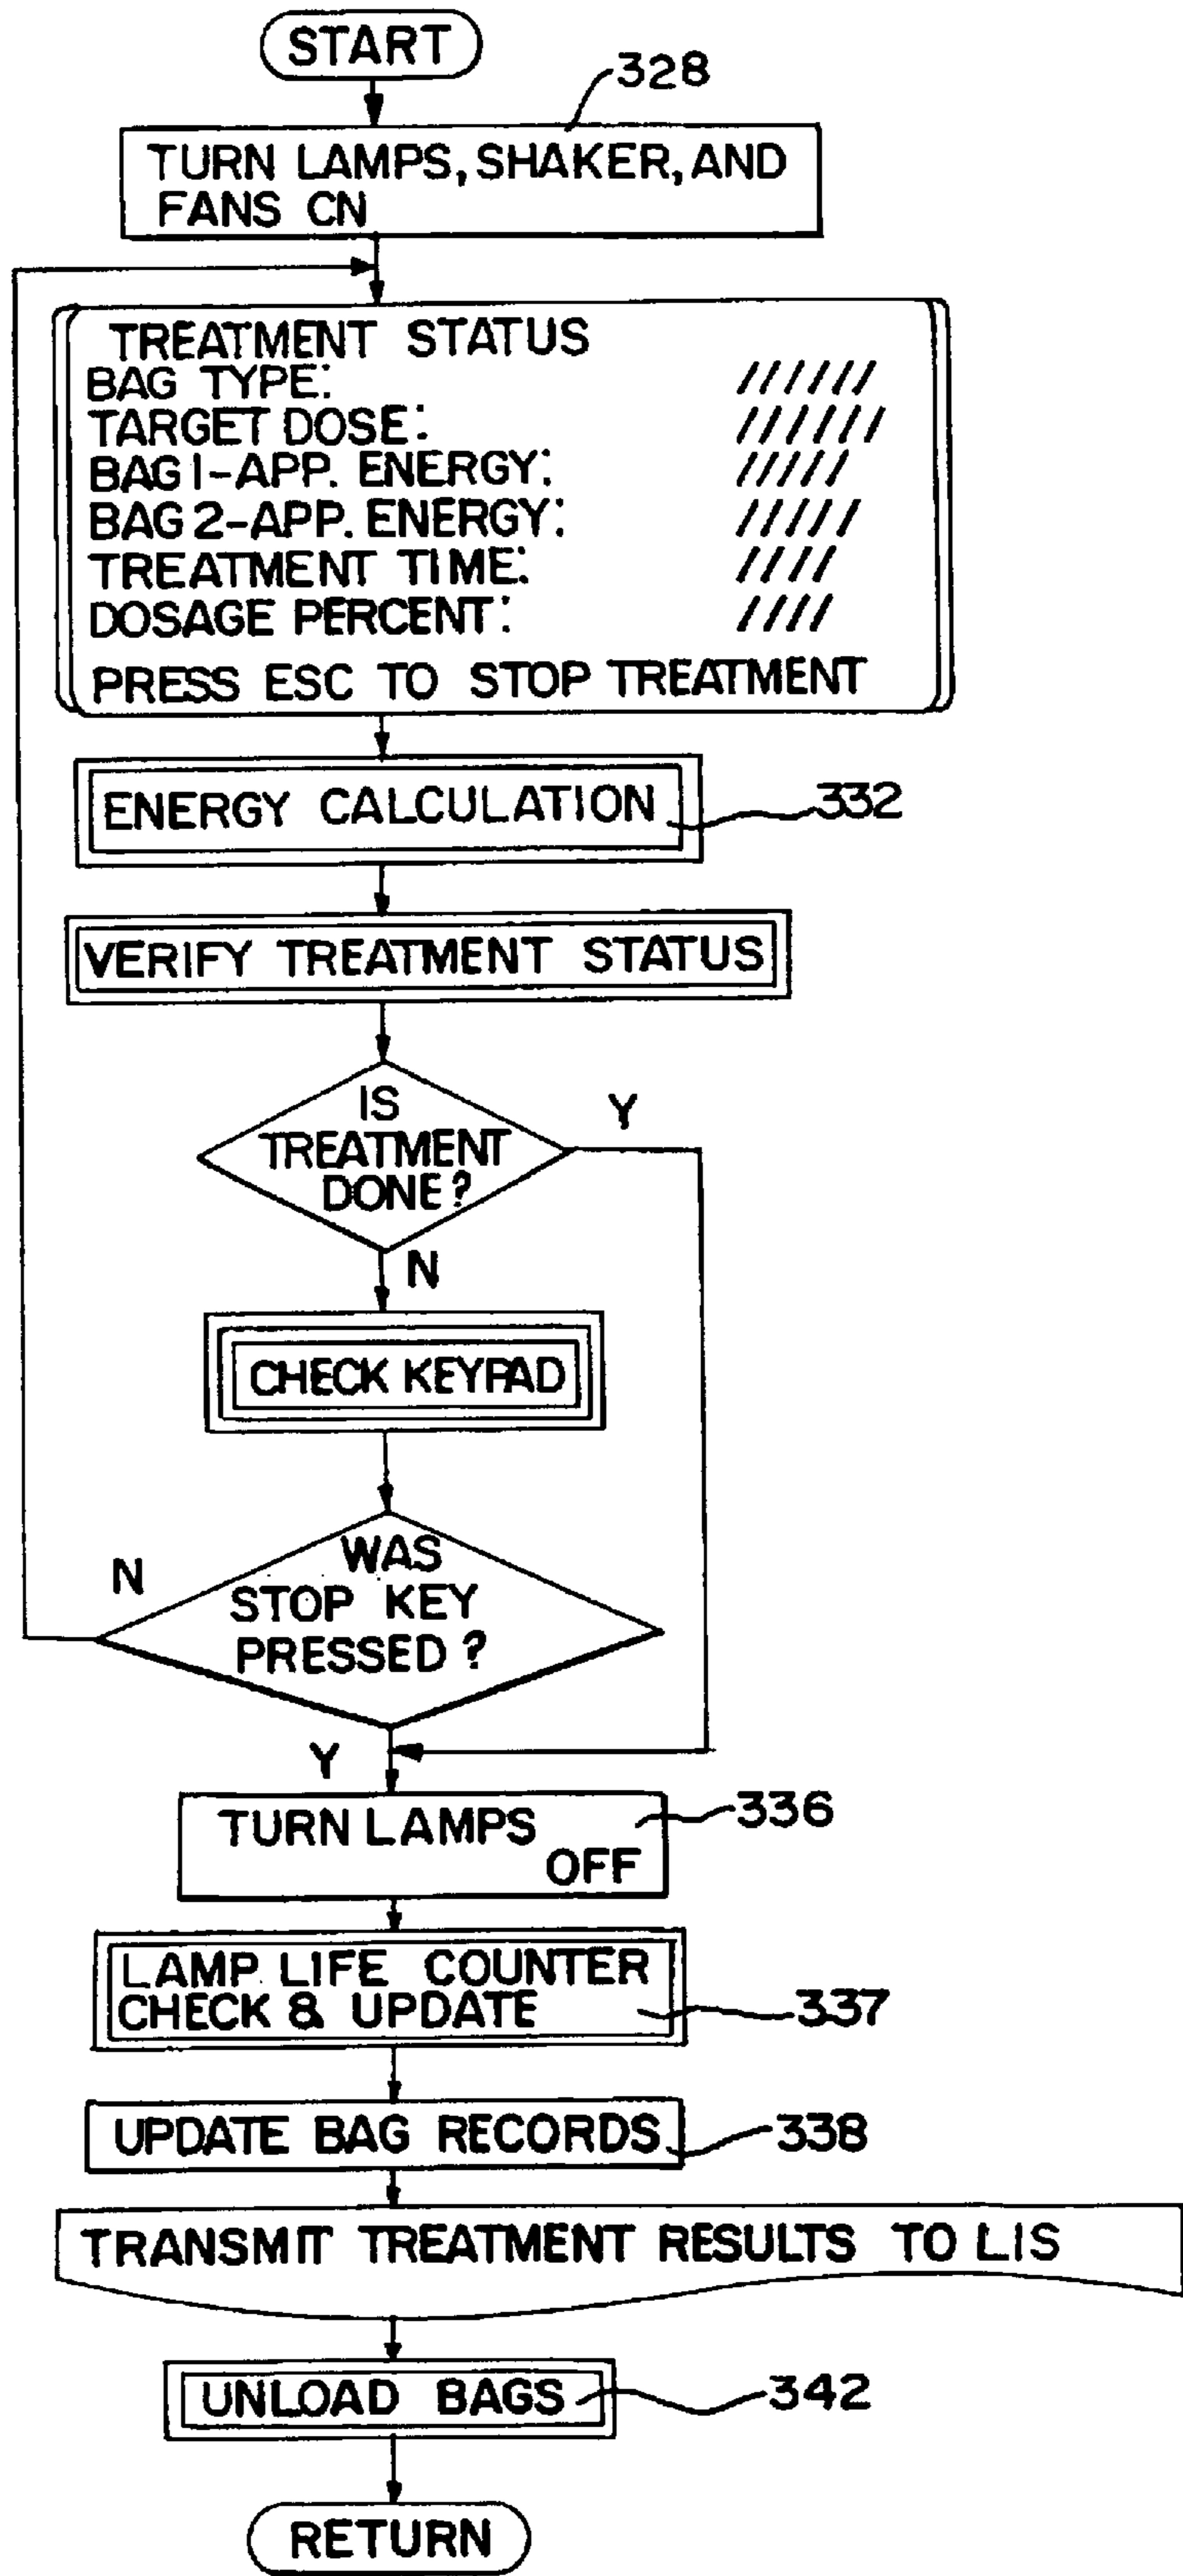 START
328
TURN LAMPS, SHAKER, AND
FANS CN
TREATMENT STATUS
BAG TYPE: //////
TARGET DOSE: ///////
BAG 1-APP. ENERGY: /////
BAG 2-APP. ENERGY: /////
TREATMENT TIME: ////
DOSAGE PERCENT: ////
PRESS ESC TO STOP TREATMENT
ENERGY CALCULATION 332
VERIFY TREATMENT STATUS
IS
TREATMENT
DONE?
Y
N
CHECK KEYPAD
WAS
STOP KEY
PRESSED?
N
Y
TURN LAMPS
OFF
336
LAMP LIFE COUNTER
CHECK & UPDATE 337
UPDATE BAG RECORDS 338
TRANSMIT TREATMENT RESULTS TO LIS
UNLOAD BAGS 342
RETURN